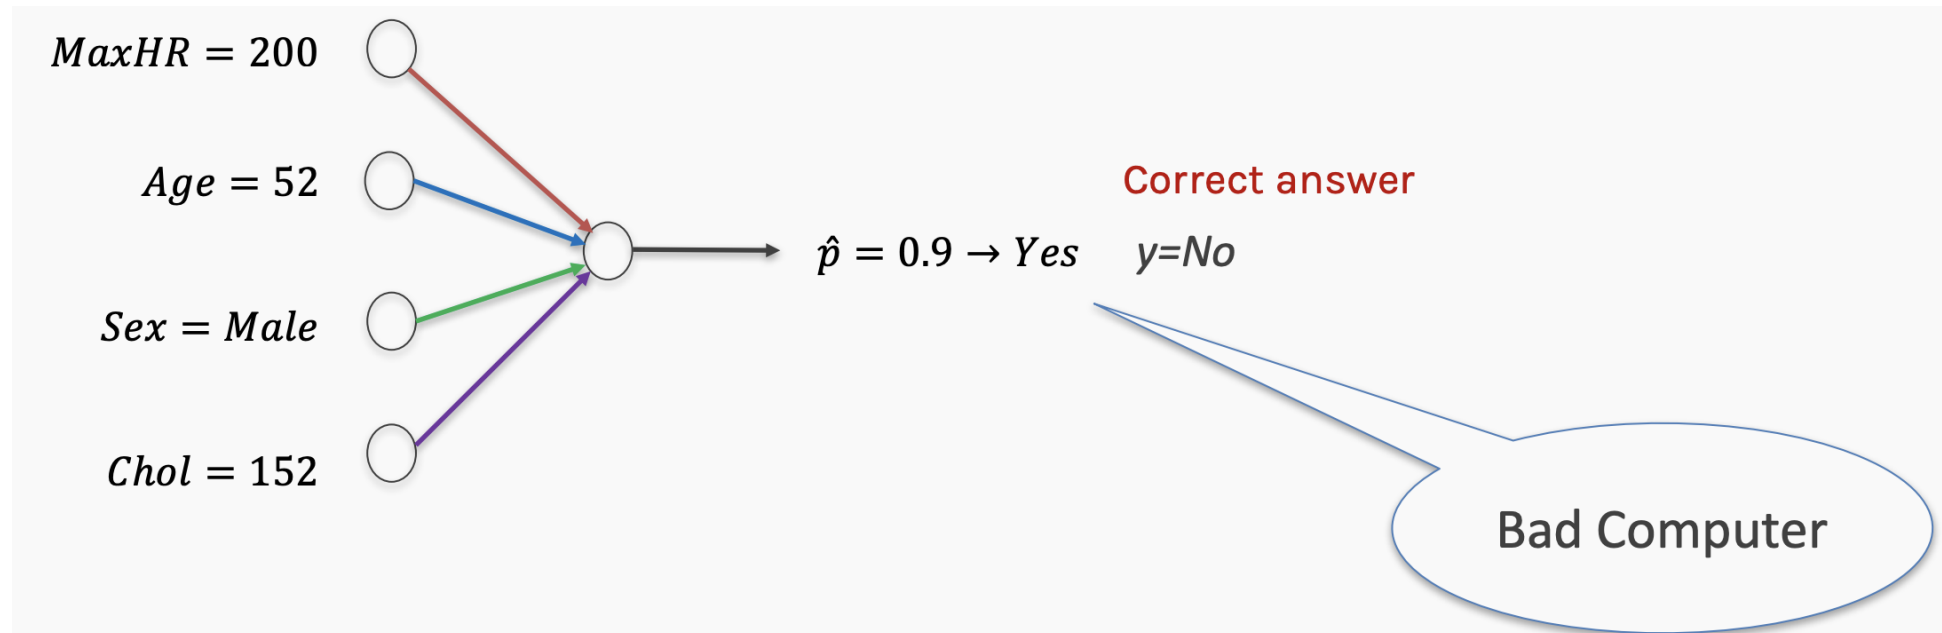 MaxHR = 200
Age = 52
Sex = Male
Chol = 152
p̂ = 0.9 → Yes
Correct answer
y=No
Bad Computer